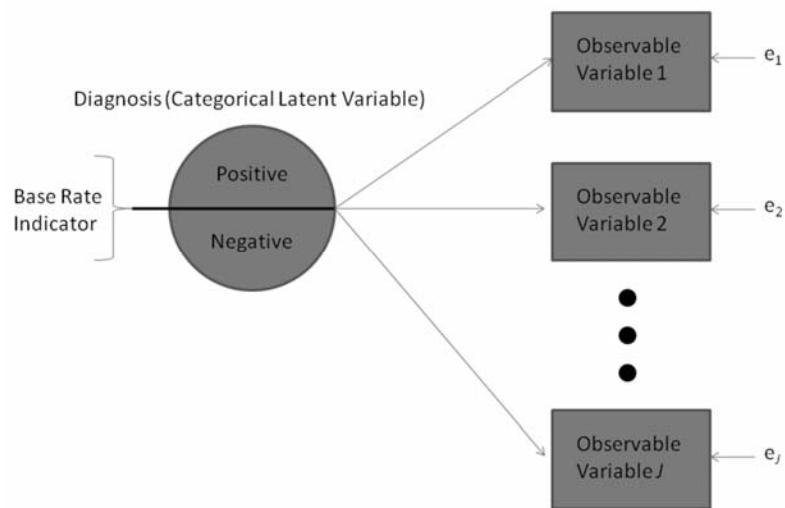 Observable
Variable 1
e1
Diagnosis (Categorical Latent Variable)
Positive
Base Rate
Indicator
Negative
Observable
Variable 2
e2
Observable
Variable J
eJ